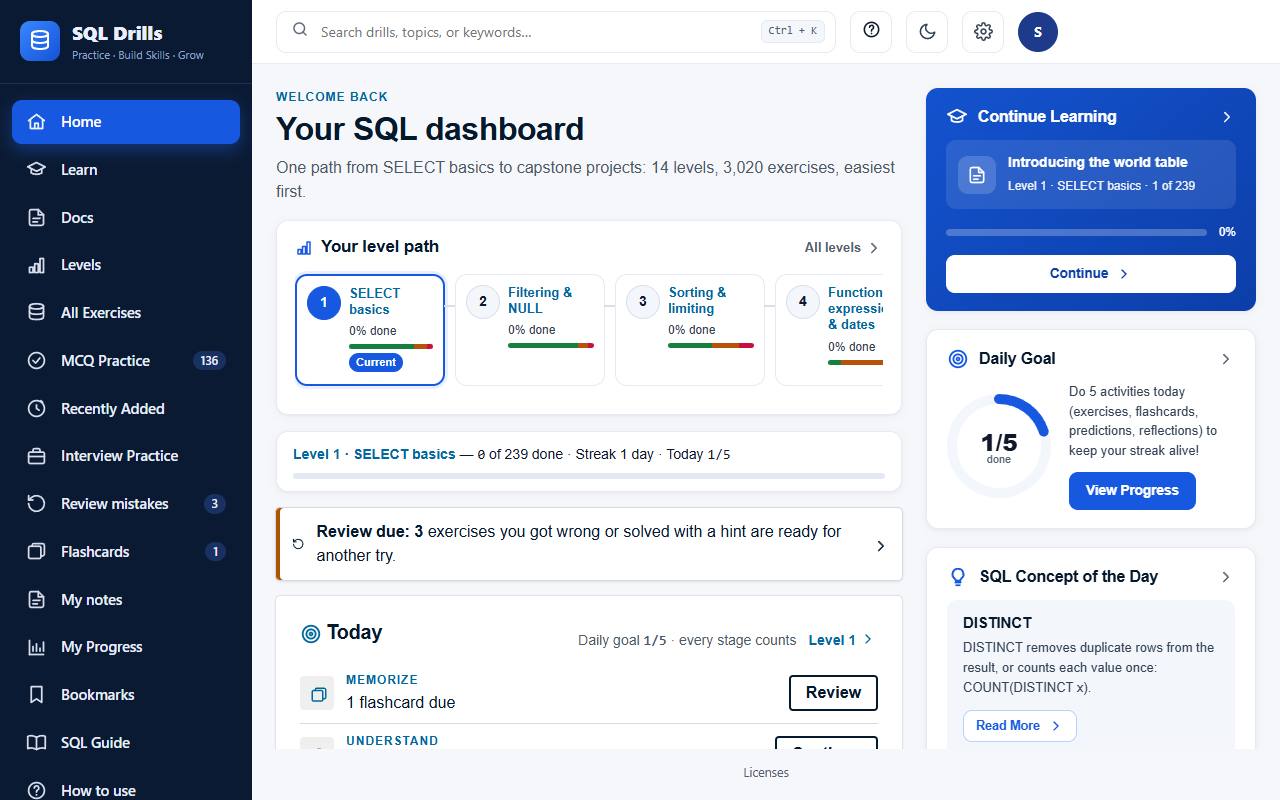 SQL Drills
Practice · Build Skills · Grow
Home
Learn
Docs
Levels
All Exercises
MCQ Practice 136
Recently Added
Interview Practice
Review mistakes 3
Flashcards 1
My notes
My Progress
Bookmarks
SQL Guide
How to use
Search drills, topics, or keywords... Ctrl + K
S
WELCOME BACK
Your SQL dashboard
One path from SELECT basics to capstone projects: 14 levels, 3,020 exercises, easiest
first.
Your level path
All levels
1
SELECT
basics
0% done
Current
2
Filtering &
NULL
0% done
3
Sorting &
limiting
0% done
4
Function
& dates
0% done
Level 1 · SELECT basics — 0 of 239 done · Streak 1 day · Today 1/5
Review due: 3 exercises you got wrong or solved with a hint are ready for
another try.
Today
Daily goal 1/5 · every stage counts Level 1
MEMORIZE
1 flashcard due
Review
UNDERSTAND
Continue Learning
Introducing the world table
Level 1 · SELECT basics · 1 of 239
0%
Continue
Daily Goal
1/5
done
Do 5 activities today
(exercises, flashcards,
predictions, reflections) to
keep your streak alive!
View Progress
SQL Concept of the Day
DISTINCT
DISTINCT removes duplicate rows from the
result, or counts each value once:
COUNT(DISTINCT x).
Read More
Licenses